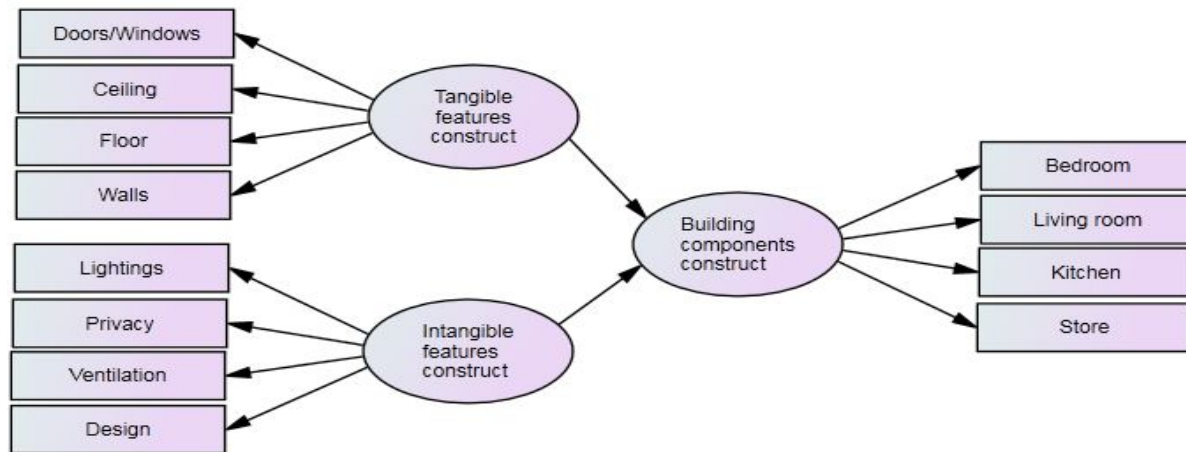 Doors/Windows
Ceiling
Floor
Walls
Tangible
features
construct
Lightings
Privacy
Ventilation
Design
Intangible
features
construct
Building
components
construct
Bedroom
Living room
Kitchen
Store